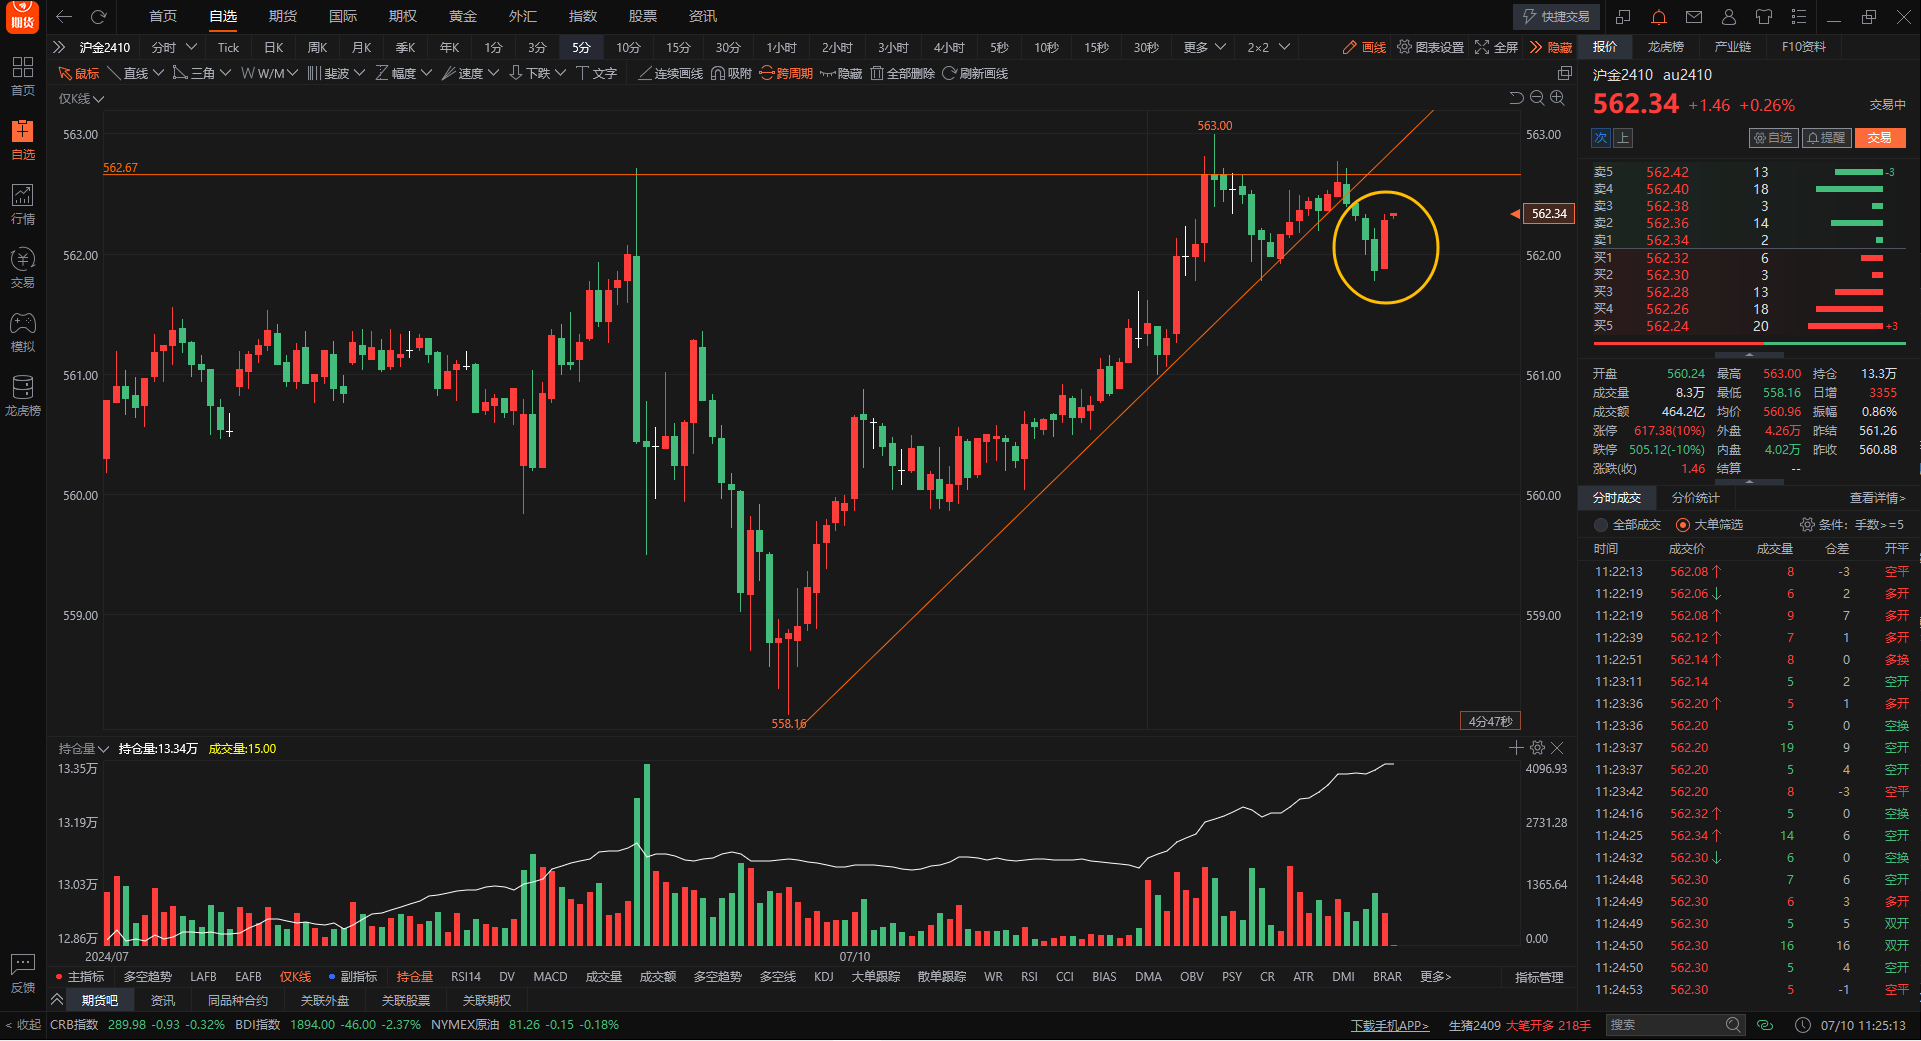 期货 首页 自选 期货 国际 期权 黄金 外汇 指数 股票 资讯 快捷交易
沪金2410 分时 Tick 日K 周K 月K 季K 年K 1分 3分 5分 10分 15分 30分 1小时 2小时 3小时 4小时 5秒 10秒 15秒 30秒 更多 2×2 画线 图表设置 全屏 隐藏
鼠标 直线 三角 W/M 斐波 幅度 速度 下跌 文字 连续画线 吸附 跨周期 隐藏 全部删除 刷新画线
首页
自选
行情
交易
模拟
龙虎榜
反馈
< 收起
仅K线
563.00 563.00 563.00
562.67
562.34
562.00 562.00
561.00 561.00
560.00 560.00
559.00 559.00
558.16
4分47秒
持仓量 持仓量:13.34万 成交量:15.00
13.35万 4096.93
13.19万 2731.28
13.03万 1365.64
12.86万 0.00
2024/07 07/10
主指标 多空趋势 LAFB EAFB 仅K线 副指标 持仓量 RSI14 DV MACD 成交量 成交额 多空趋势 多空线 KDJ 大单跟踪 散单跟踪 WR RSI CCI BIAS DMA OBV PSY CR ATR DMI BRAR 更多> 指标管理
期货吧 资讯 同品种合约 关联外盘 关联股票 关联期权
报价 龙虎榜 产业链 F10资料
沪金2410 au2410
562.34 +1.46 +0.26% 交易中
次 上 自选 提醒 交易
卖5 562.42 13 -3
卖4 562.40 18
卖3 562.38 3
卖2 562.36 14
卖1 562.34 2
买1 562.32 6
买2 562.30 3
买3 562.28 13
买4 562.26 18
买5 562.24 20 +3
开盘 560.24 最高 563.00 持仓 13.3万
成交量 8.3万 最低 558.16 日增 3355
成交额 464.2亿 均价 560.96 振幅 0.86%
涨停 617.38(10%) 外盘 4.26万 昨结 561.26
跌停 505.12(-10%) 内盘 4.02万 昨收 560.88
涨跌(收) 1.46 结算 --
分时成交 分价统计 查看详情>
全部成交 大单筛选 条件: 手数>=5
时间 成交价 成交量 仓差 开平
11:22:13 562.08↑ 8 -3 空平
11:22:19 562.06↓ 6 2 多开
11:22:19 562.08↑ 9 7 多开
11:22:39 562.12↑ 7 1 多开
11:22:51 562.14↑ 8 0 多换
11:23:11 562.14 5 2 空开
11:23:36 562.20↑ 5 1 多开
11:23:36 562.20 5 0 空换
11:23:37 562.20 19 9 空开
11:23:37 562.20 5 4 空开
11:23:42 562.20 8 -3 空平
11:24:16 562.32↑ 5 0 空换
11:24:25 562.34↑ 14 6 空开
11:24:32 562.30↓ 6 0 空换
11:24:48 562.30 7 6 空开
11:24:49 562.30 6 3 多开
11:24:49 562.30 5 5 双开
11:24:50 562.30 16 16 双开
11:24:50 562.30 5 4 空开
11:24:53 562.30 5 -1 空平
CRB指数 289.98 -0.93 -0.32% BDI指数 1894.00 -46.00 -2.37% NYMEX原油 81.26 -0.15 -0.18% 下载手机APP> 生猪2409 大笔开多 218手 搜索 07/10 11:25:13